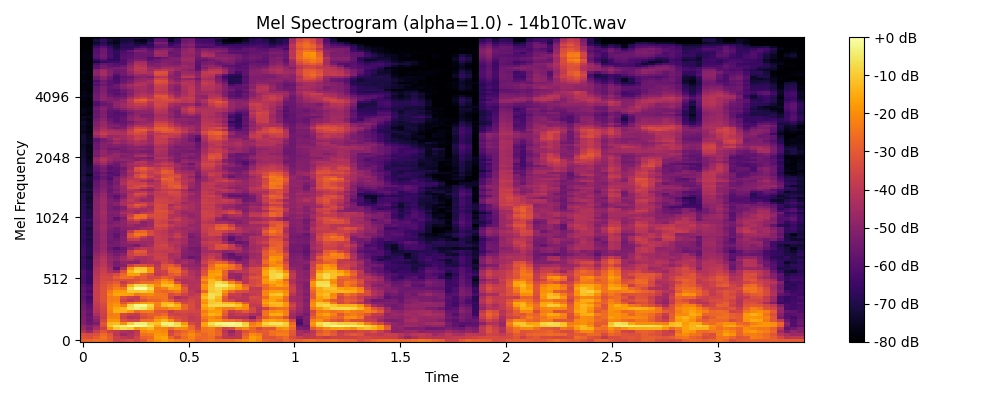 Mel Spectrogram (alpha=1.0) - 14b10Tc.wav
Mel Frequency
4096
2048
1024
512
0
0
0.5
1
1.5
2
2.5
3
Time
+0 dB
-10 dB
-20 dB
-30 dB
-40 dB
-50 dB
-60 dB
-70 dB
-80 dB